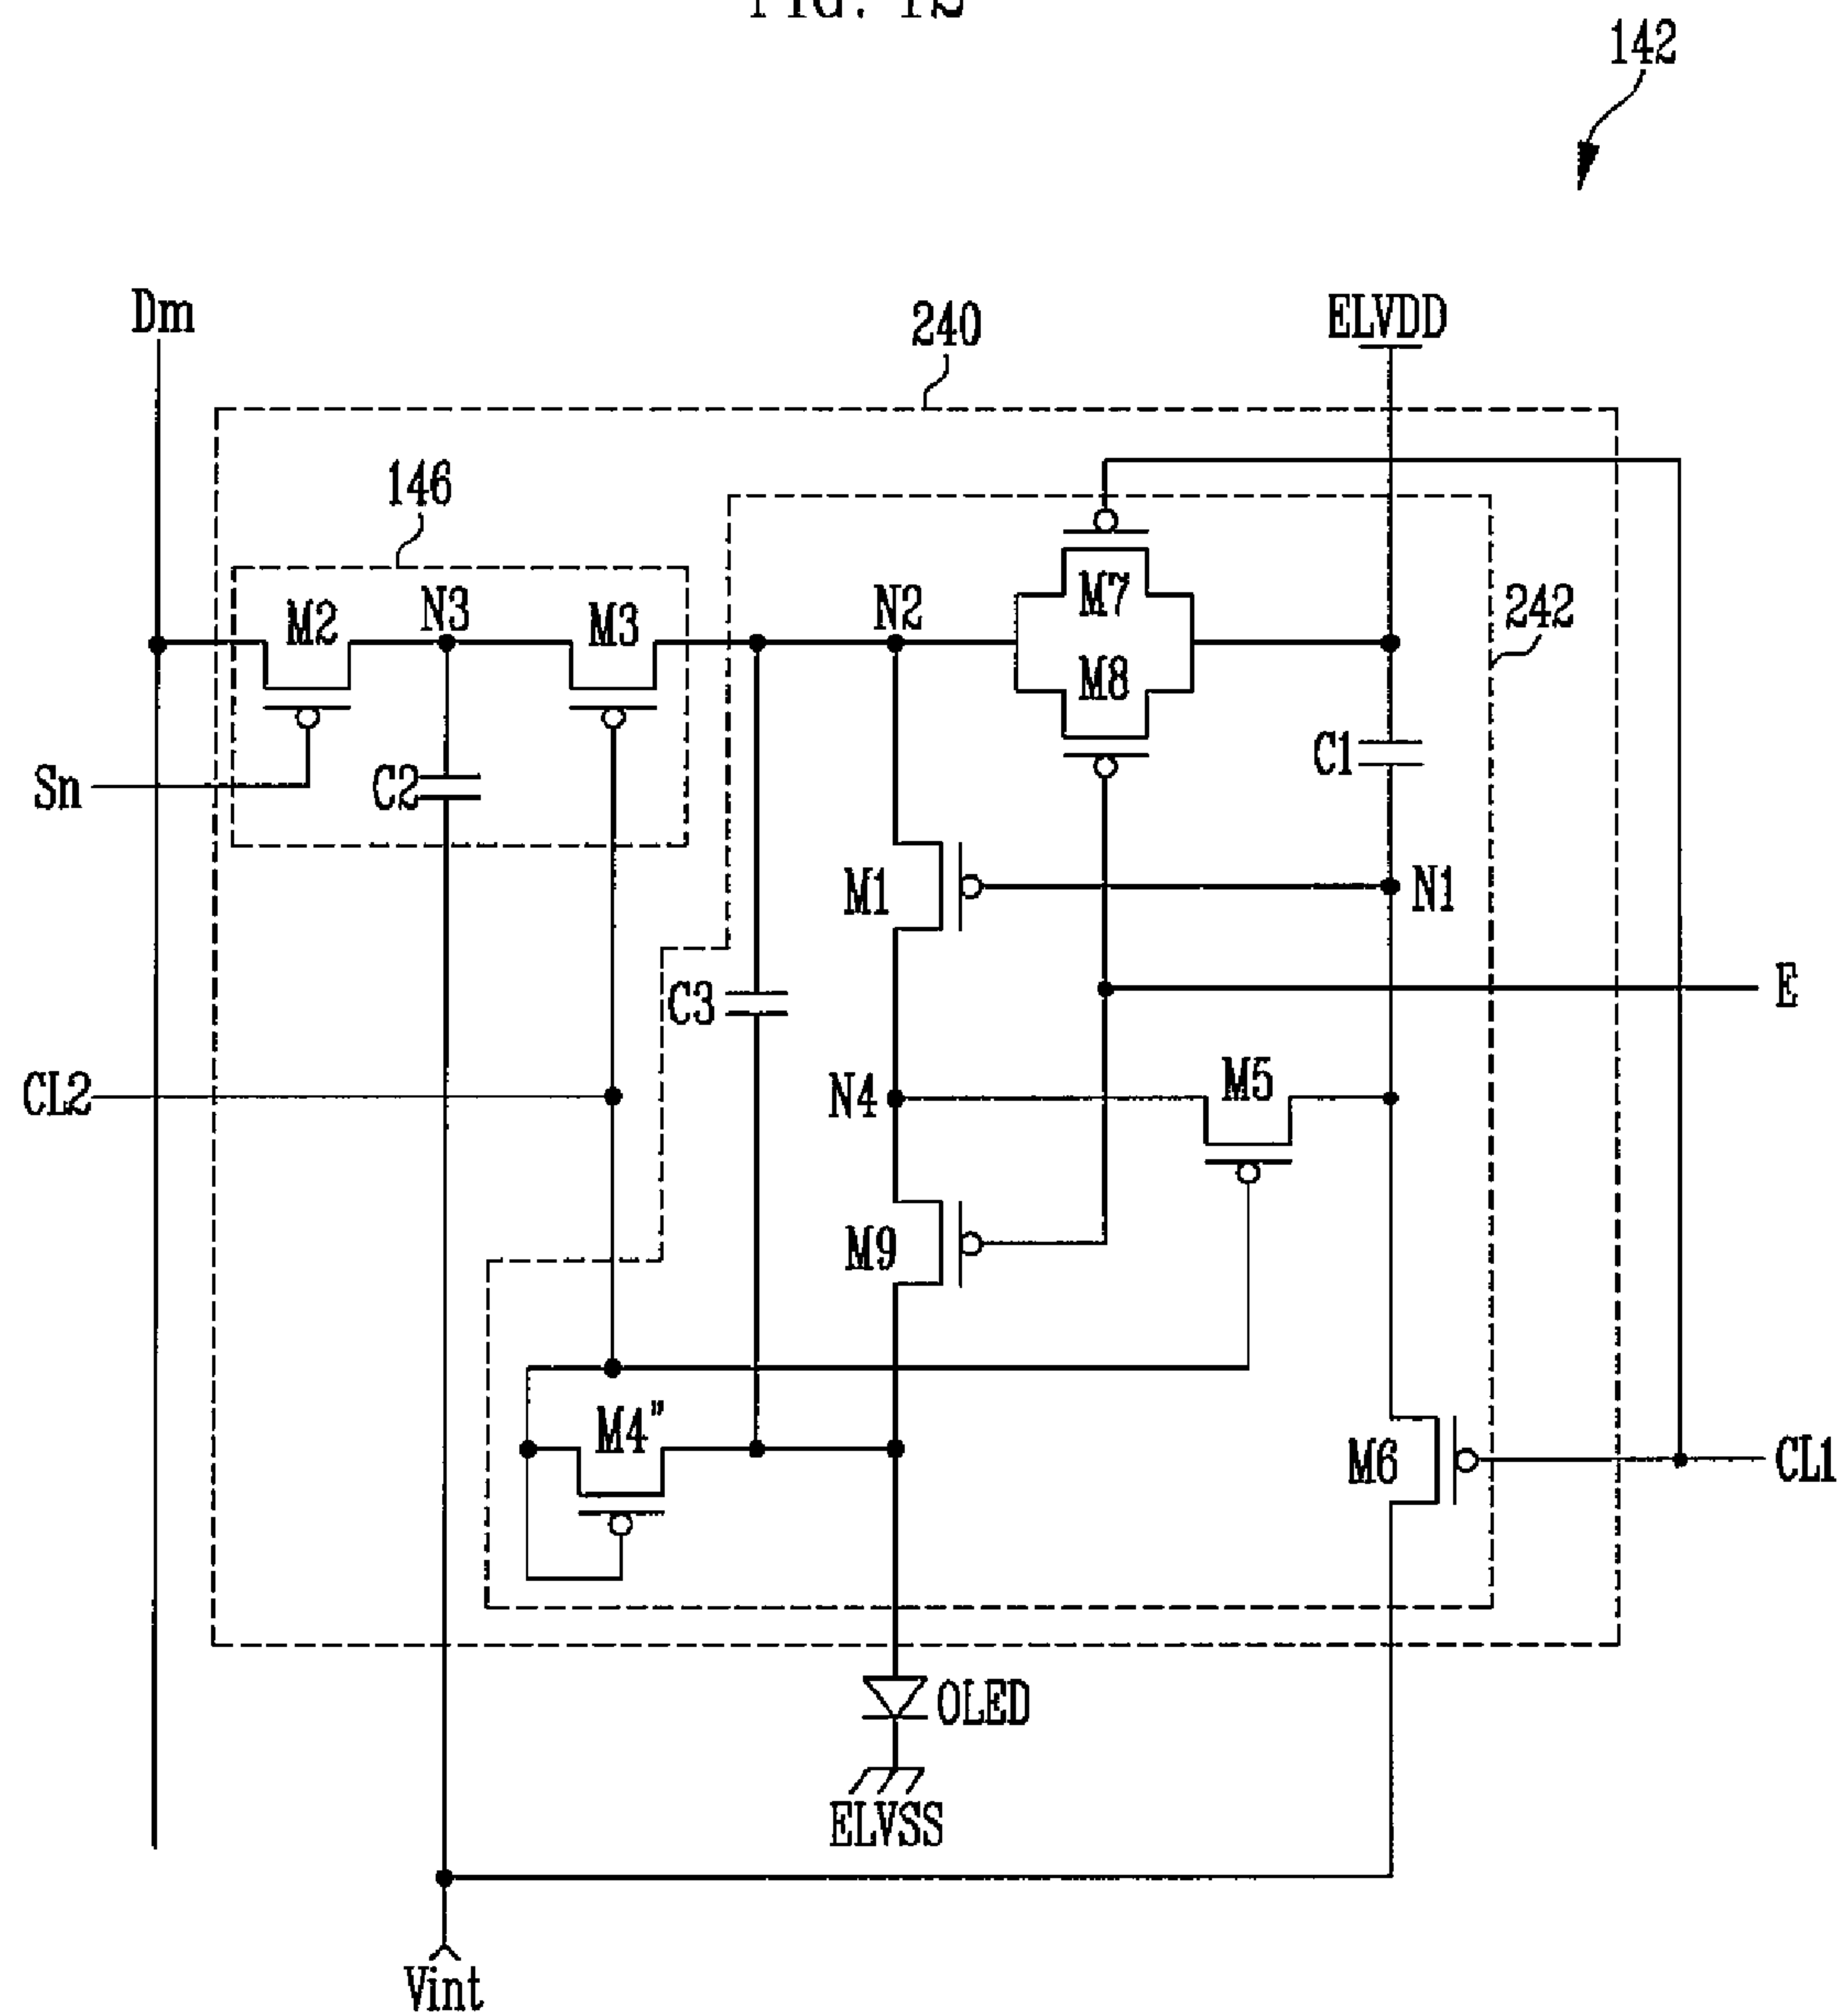 142
Dm
240
ELVDD
146
M2
N3
M3
N2
M7
242
M8
Sn
C2
C1
M1
N1
C3
E
CL2
N4
M5
M9
M4"
M6
CL1
OLED
ELVSS
Vint